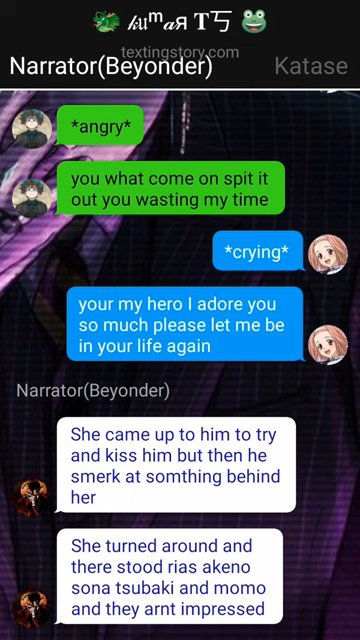 𝓴𝓾ᵐ𝒂я T丂
textingstory.com
Narrator(Beyonder) Katase
*angry*
you what come on spit it
out you wasting my time
*crying*
your my hero I adore you
so much please let me be
in your life again
Narrator(Beyonder)
She came up to him to try
and kiss him but then he
smerk at somthing behind
her
She turned around and
there stood rias akeno
sona tsubaki and momo
and they arnt impressed